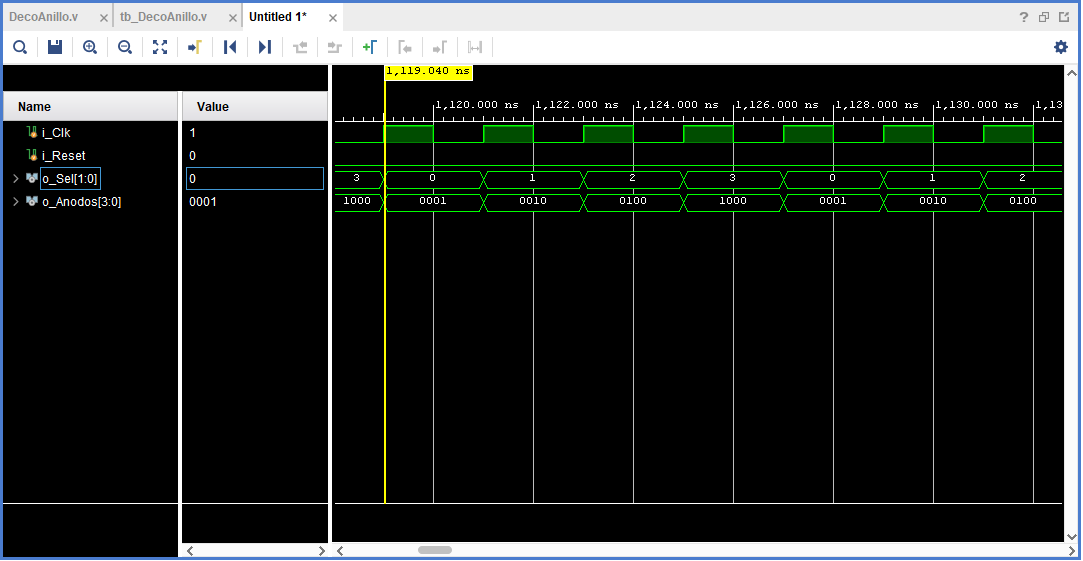 DecoAnillo.v × tb_DecoAnillo.v × Untitled 1* × ?
1,119.040 ns
1,120.000 ns 1,122.000 ns 1,124.000 ns 1,126.000 ns 1,128.000 ns 1,130.000 ns 1,13
Name Value
i_Clk 1
i_Reset 0
o_Sel[1:0] 0 3 0 1 2 3 0 1 2
o_Anodos[3:0] 0001 1000 0001 0010 0100 1000 0001 0010 0100